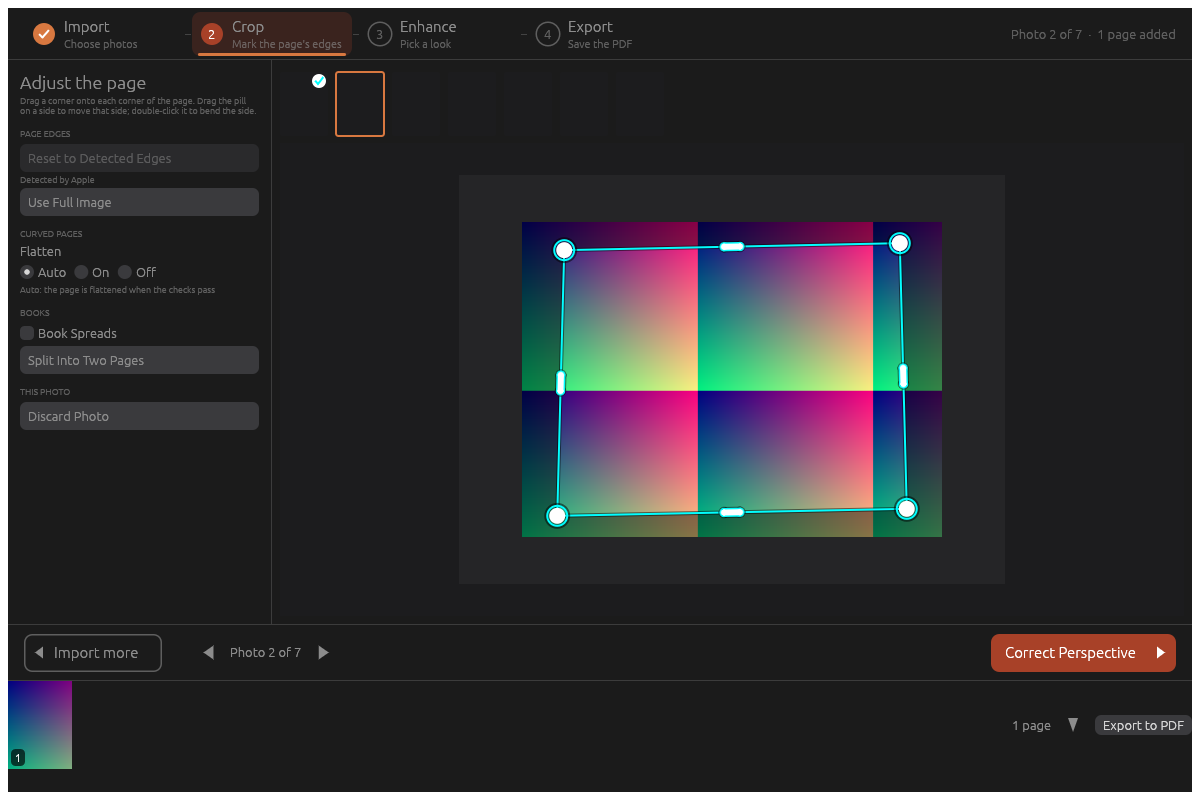 Import
Choose photos
2
Crop
Mark the page's edges
3
Enhance
Pick a look
4
Export
Save the PDF
Photo 2 of 7 · 1 page added
Adjust the page
Drag a corner onto each corner of the page. Drag the pill
on a side to move that side; double-click it to bend the side.
PAGE EDGES
Reset to Detected Edges
Detected by Apple
Use Full Image
CURVED PAGES
Flatten
Auto On Off
Auto: the page is flattened when the checks pass
BOOKS
Book Spreads
Split Into Two Pages
THIS PHOTO
Discard Photo
Import more
Photo 2 of 7
Correct Perspective
1
1 page
Export to PDF